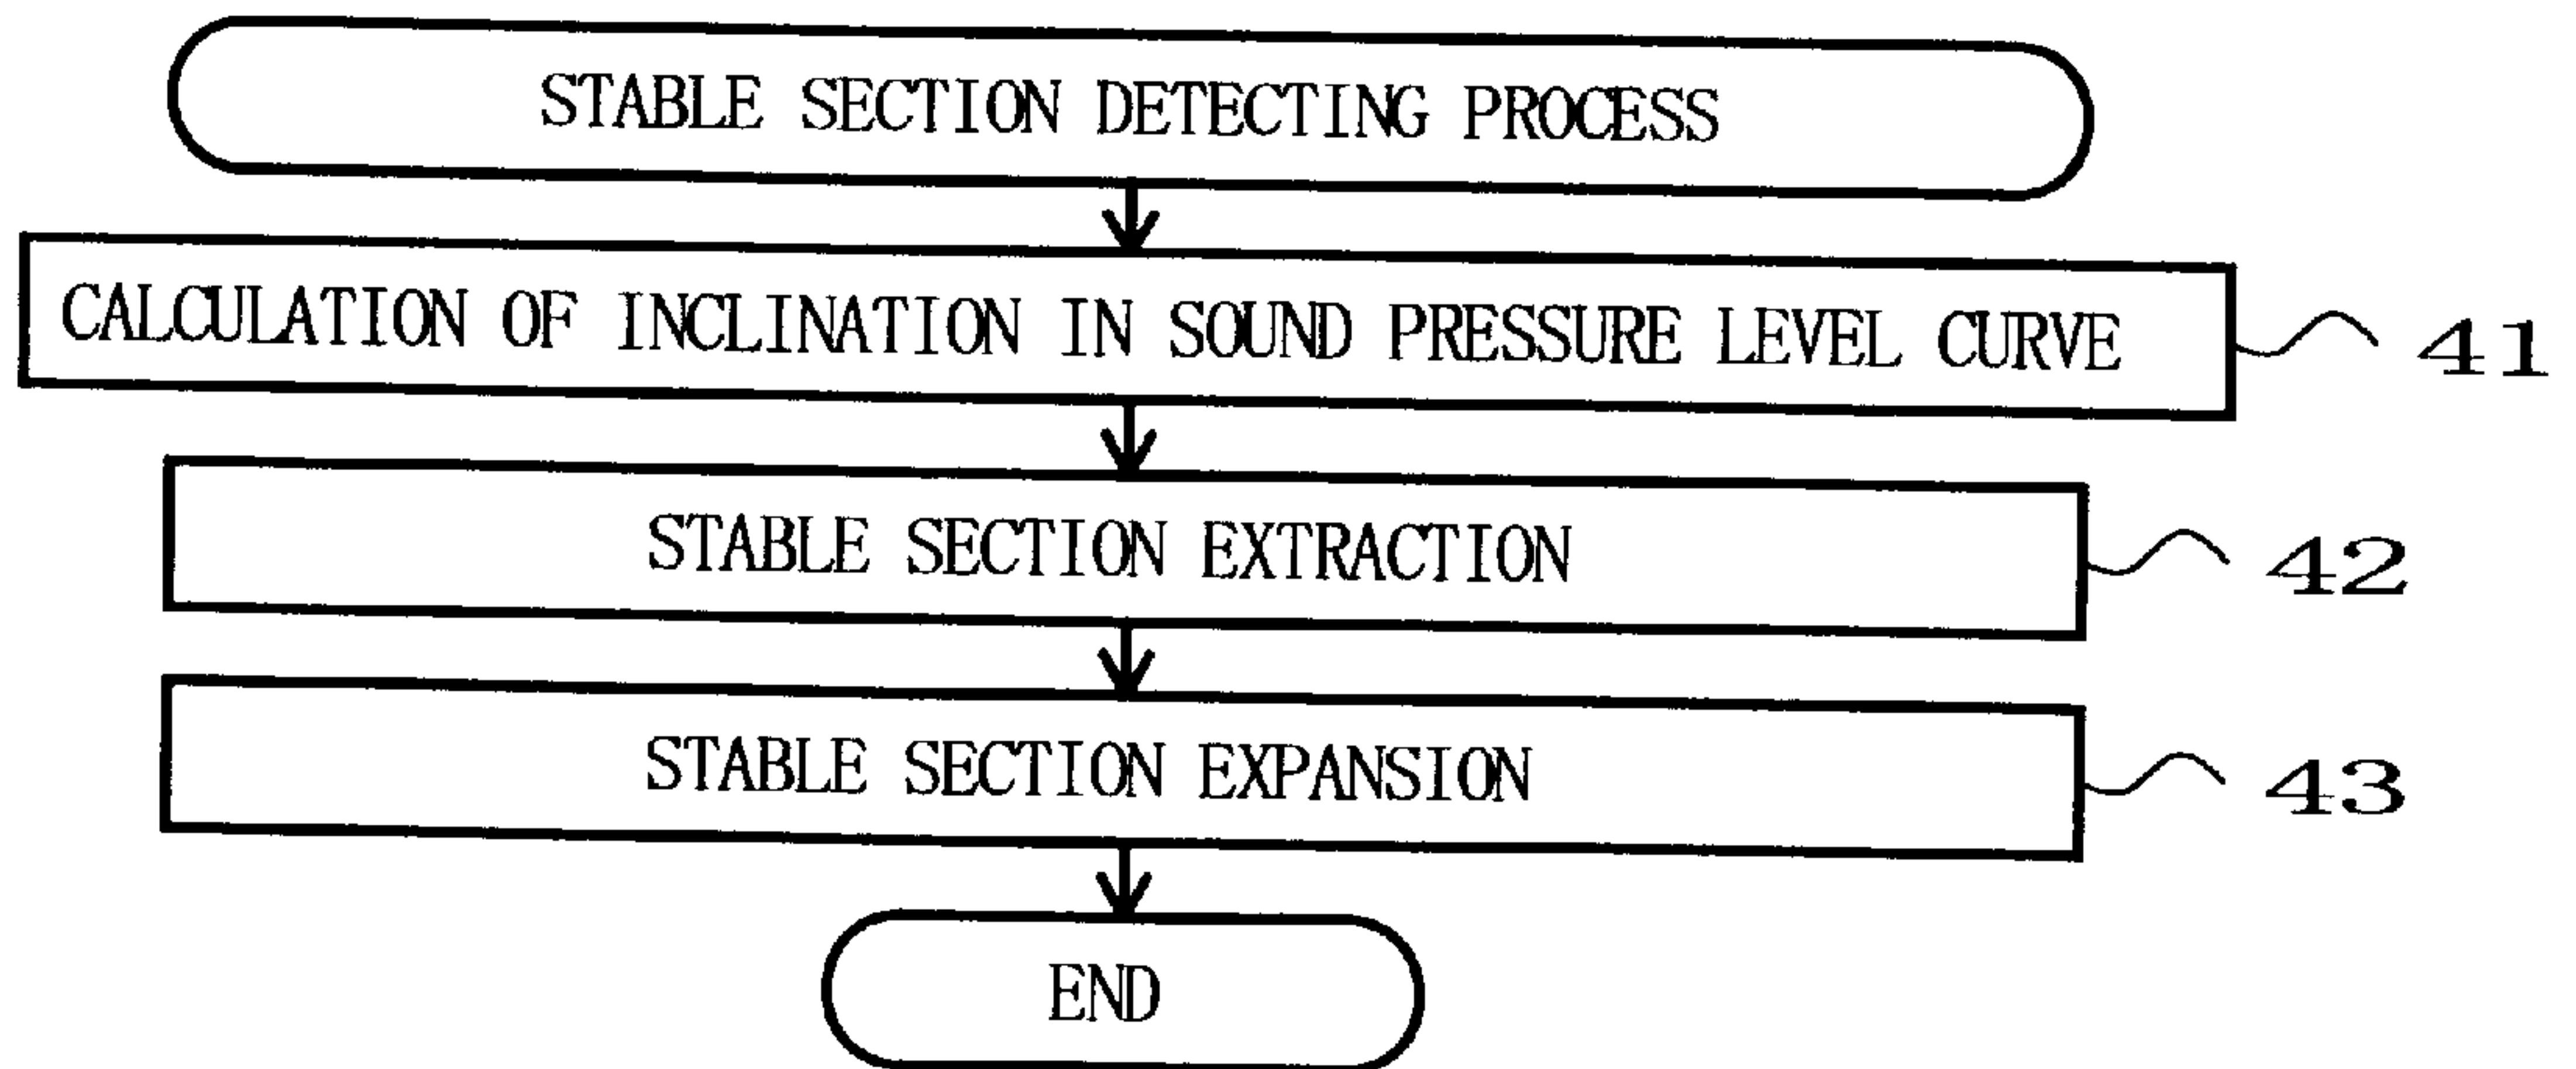 STABLE SECTION DETECTING PROCESS
CALCULATION OF INCLINATION IN SOUND PRESSURE LEVEL CURVE 41
STABLE SECTION EXTRACTION 42
STABLE SECTION EXPANSION 43
END